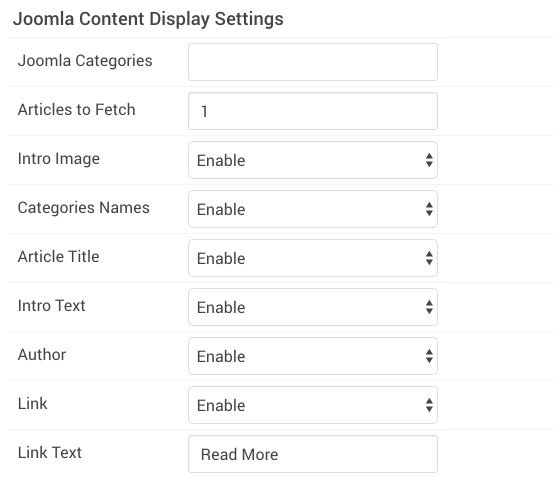 Joomla Content Display Settings
Joomla Categories
Articles to Fetch 1
Intro Image Enable
Categories Names Enable
Article Title Enable
Intro Text Enable
Author Enable
Link Enable
Link Text Read More